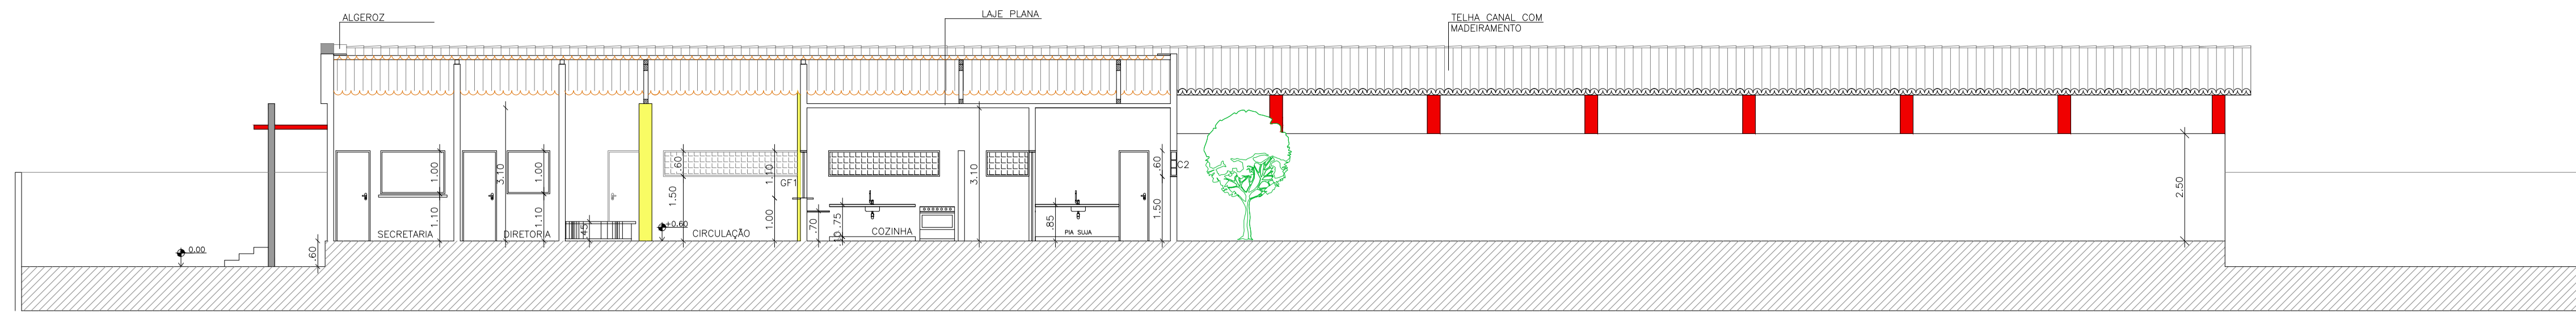 ALGEROZ
LAJE PLANA
TELHA CANAL COM
MADEIRAMENTO
1.00
1.10
3.10
1.00
1.10
.45
.60
1.50
1.10
1.00
GF1
.70
.75
.10
3.10
.85
.60
1.50
C2
2.50
0.00
.60
SECRETARIA
DIRETORIA
+0.60
CIRCULAÇÃO
COZINHA
PIA SUJA